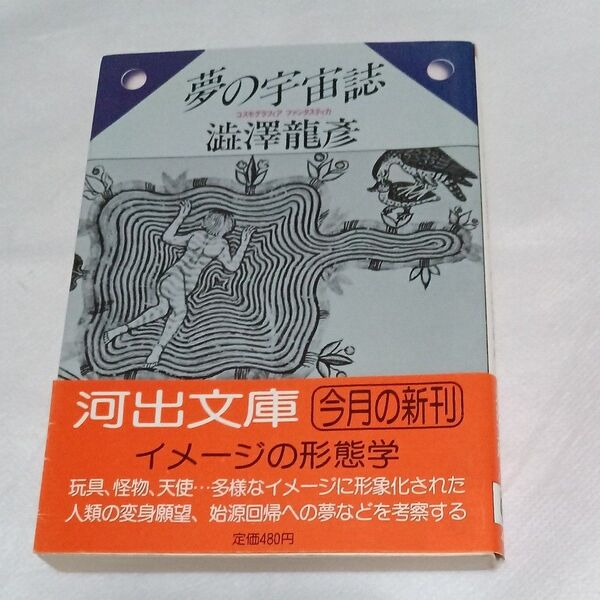 夢の宇宙誌
コスモグラフィア ファンタスティカ
澁澤龍彥
河出文庫 今月の新刊
イメージの形態学
玩具、怪物、天使…多様なイメージに形象化された
人類の変身願望、始源回帰への夢などを考察する
定価480円